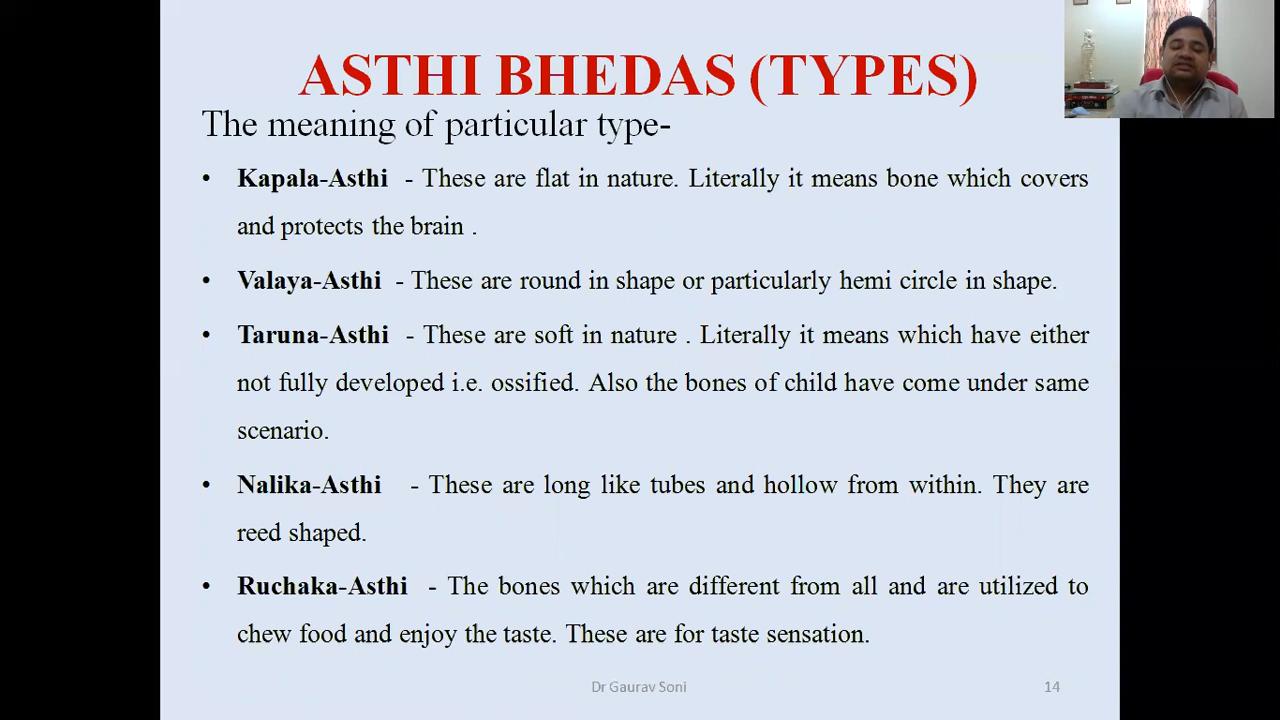 ASTHI BHEDAS (TYPES)
The meaning of particular type-
• Kapala-Asthi - These are flat in nature. Literally it means bone which covers
and protects the brain .
• Valaya-Asthi - These are round in shape or particularly hemi circle in shape.
• Taruna-Asthi - These are soft in nature . Literally it means which have either
not fully developed i.e. ossified. Also the bones of child have come under same
scenario.
• Nalika-Asthi - These are long like tubes and hollow from within. They are
reed shaped.
• Ruchaka-Asthi - The bones which are different from all and are utilized to
chew food and enjoy the taste. These are for taste sensation.
Dr Gaurav Soni
14